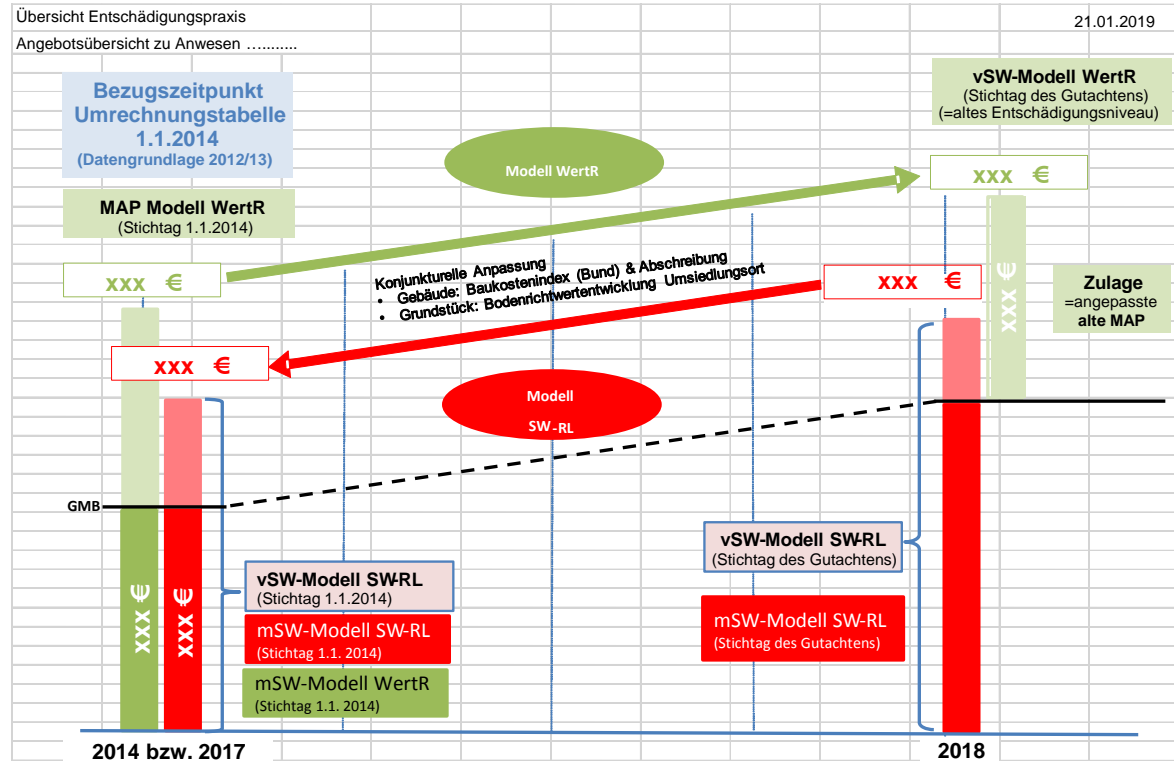 Übersicht Entschädigungspraxis
21.01.2019
Angebotsübersicht zu Anwesen …........
Bezugszeitpunkt
Umrechnungstabelle
1.1.2014
(Datengrundlage 2012/13)
vSW-Modell WertR
(Stichtag des Gutachtens)
(=altes Entschädigungsniveau)
Modell WertR
xxx €
MAP Modell WertR
(Stichtag 1.1.2014)
xxx €
Konjunkturelle Anpassung
• Gebäude: Baukostenindex (Bund) & Abschreibung
• Grundstück: Bodenrichtwertentwicklung Umsiedlungsort
xxx €
xxx €
Zulage
=angepasste
alte MAP
xxx €
Modell
SW-RL
GMB
vSW-Modell SW-RL
(Stichtag des Gutachtens)
vSW-Modell SW-RL
(Stichtag 1.1.2014)
xxx €
xxx €
mSW-Modell SW-RL
(Stichtag 1.1. 2014)
mSW-Modell SW-RL
(Stichtag des Gutachtens)
mSW-Modell WertR
(Stichtag 1.1. 2014)
2014 bzw. 2017
2018